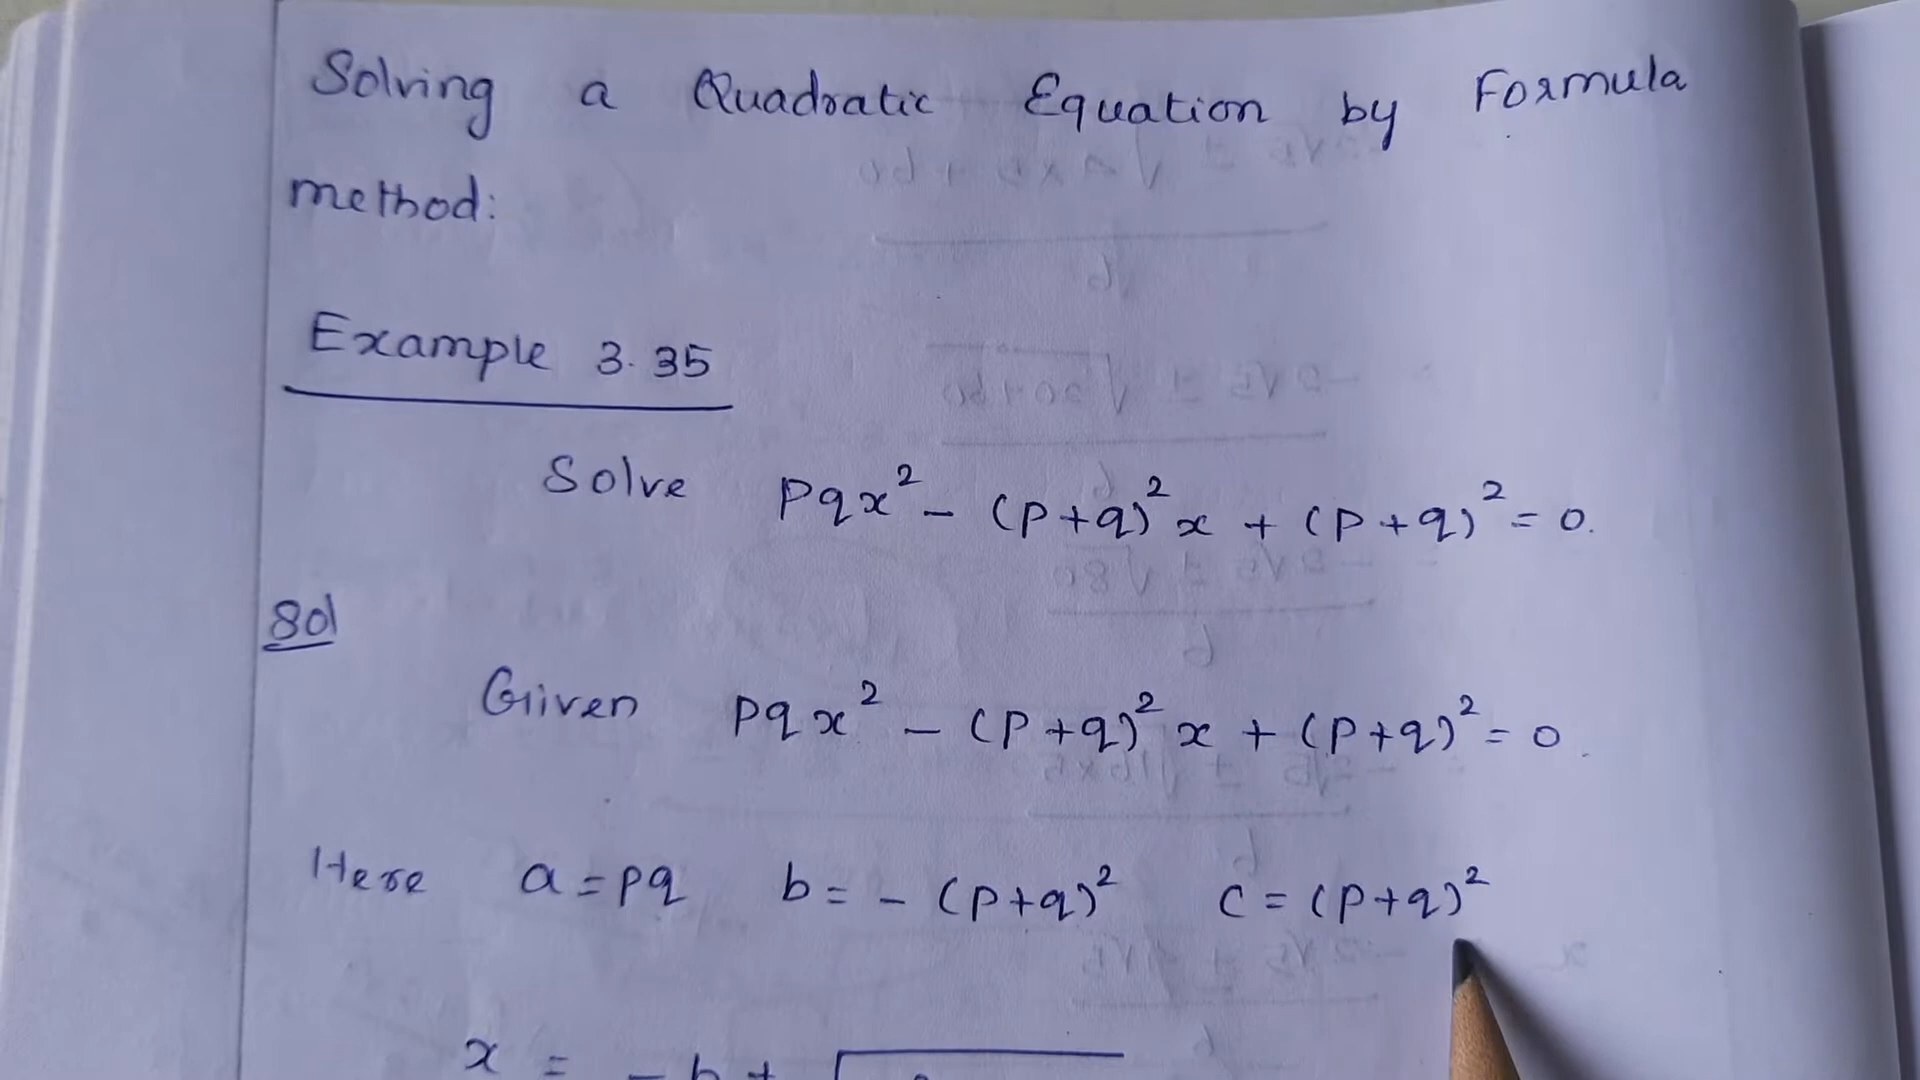 Solving a Quadratic Equation by Formula
method:
Example 3.35
Solve pqx² - (p+q)²x + (p+q)² = 0.
Sol
Given pqx² - (p+q)²x + (p+q)² = 0.
Here a = pq b = - (p+q)² c = (p+q)²
x = - b ± √